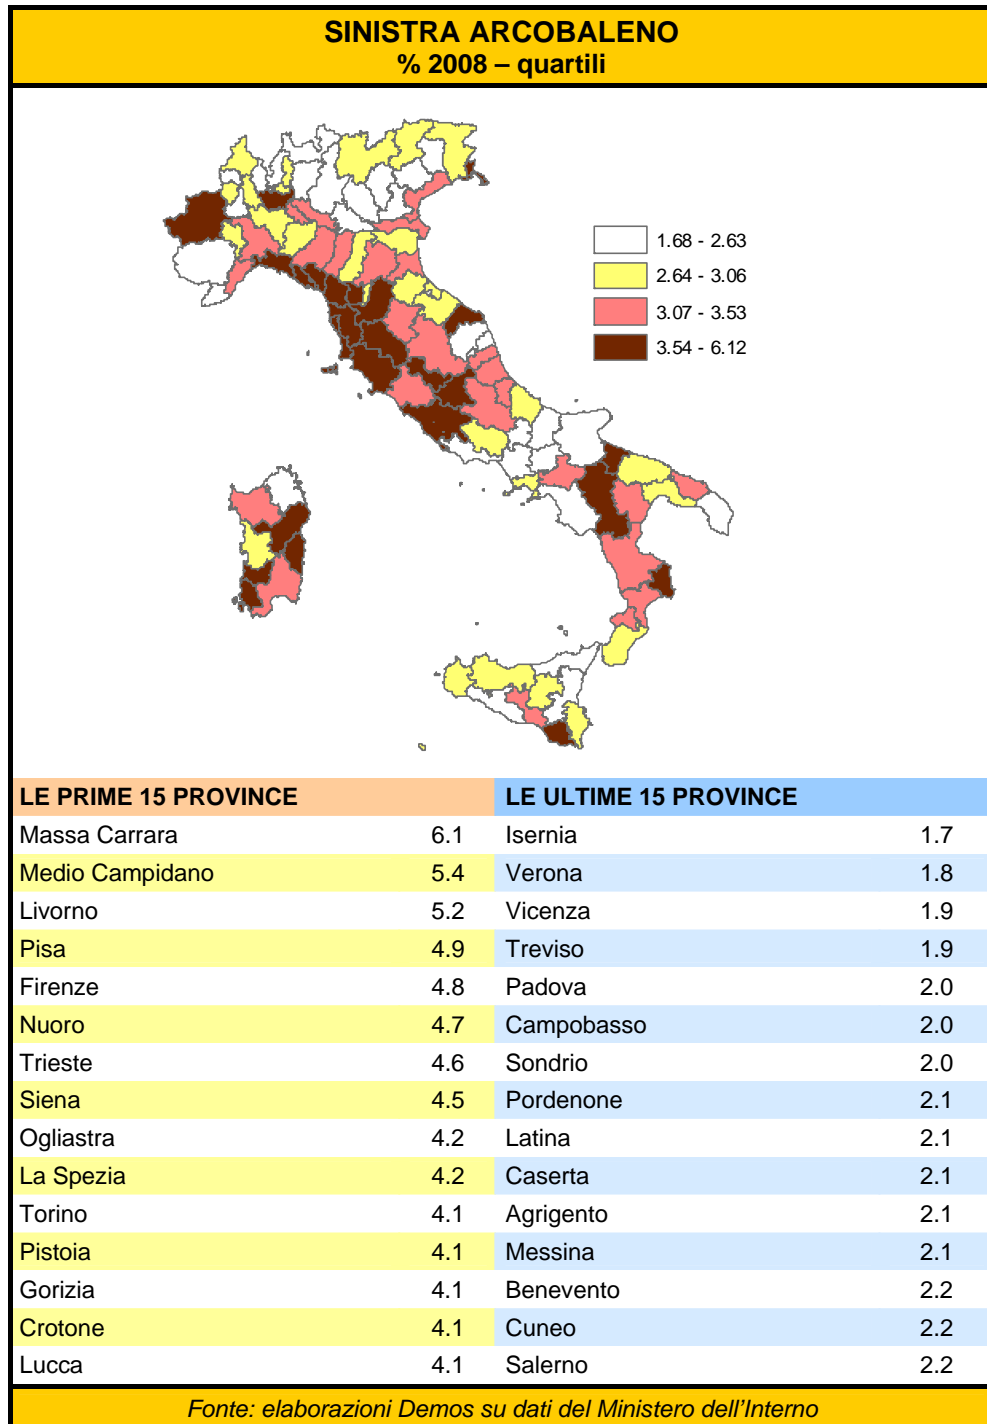 SINISTRA ARCOBALENO
% 2008 – quartili
1.68 - 2.63
2.64 - 3.06
3.07 - 3.53
3.54 - 6.12
LE PRIME 15 PROVINCE LE ULTIME 15 PROVINCE
Massa Carrara 6.1 Isernia 1.7
Medio Campidano 5.4 Verona 1.8
Livorno 5.2 Vicenza 1.9
Pisa 4.9 Treviso 1.9
Firenze 4.8 Padova 2.0
Nuoro 4.7 Campobasso 2.0
Trieste 4.6 Sondrio 2.0
Siena 4.5 Pordenone 2.1
Ogliastra 4.2 Latina 2.1
La Spezia 4.2 Caserta 2.1
Torino 4.1 Agrigento 2.1
Pistoia 4.1 Messina 2.1
Gorizia 4.1 Benevento 2.2
Crotone 4.1 Cuneo 2.2
Lucca 4.1 Salerno 2.2
Fonte: elaborazioni Demos su dati del Ministero dell’Interno